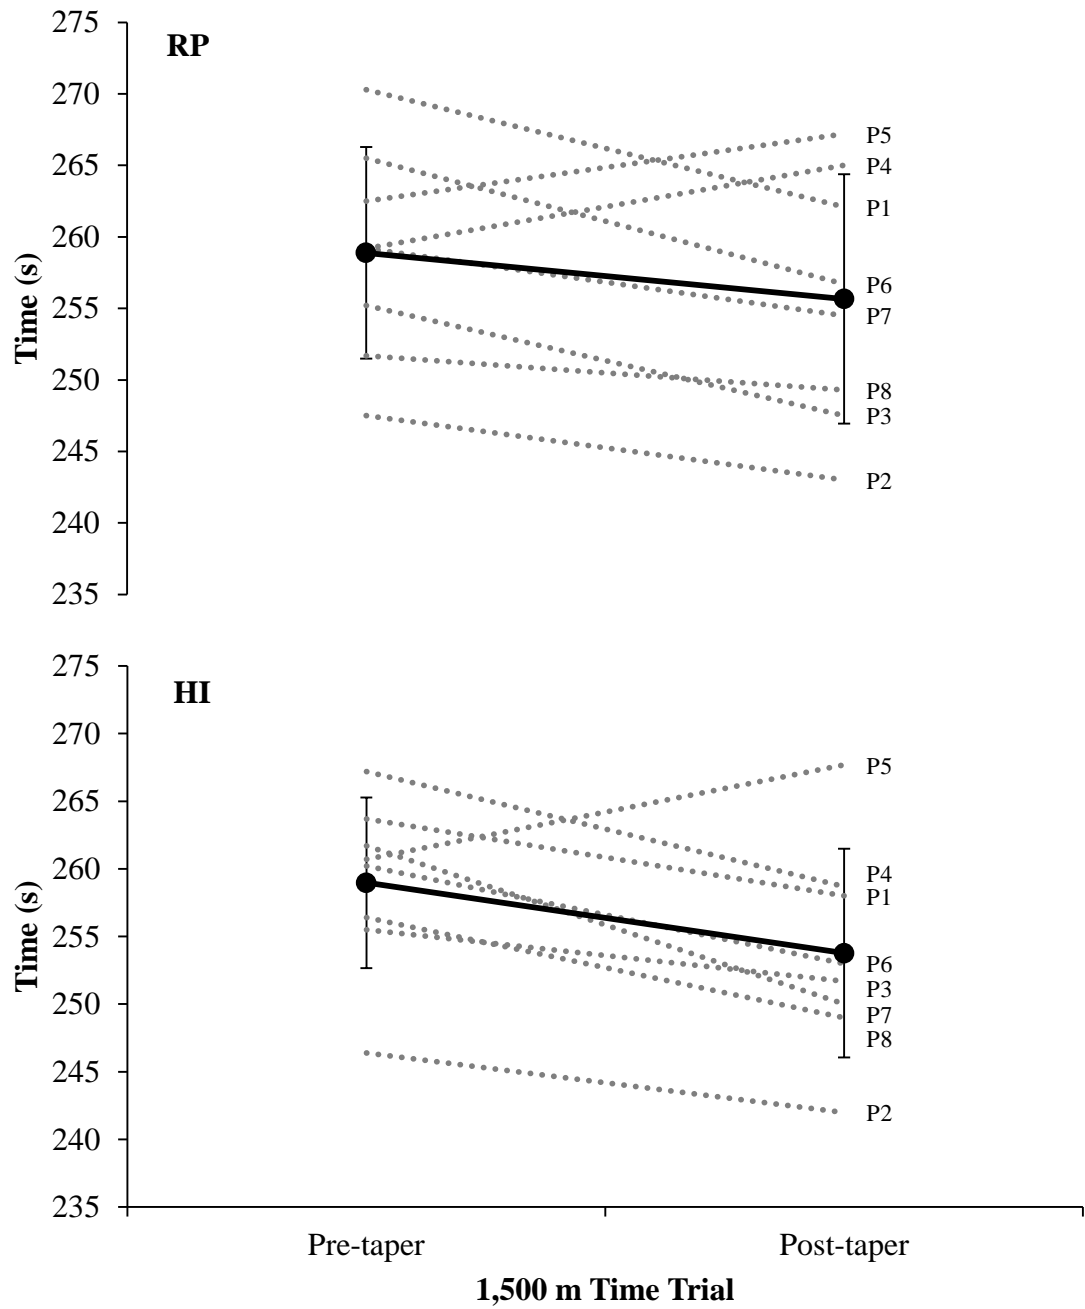 275
RP
270
P5
265
P4
P1
260
P6
255
P7
Time (s)
250
P8
P3
245
P2
240
235
275
HI
270
P5
265
260
P4
P1
Time (s)
255
P6
P3
250
P7
P8
245
P2
240
235
Pre-taper Post-taper
1,500 m Time Trial